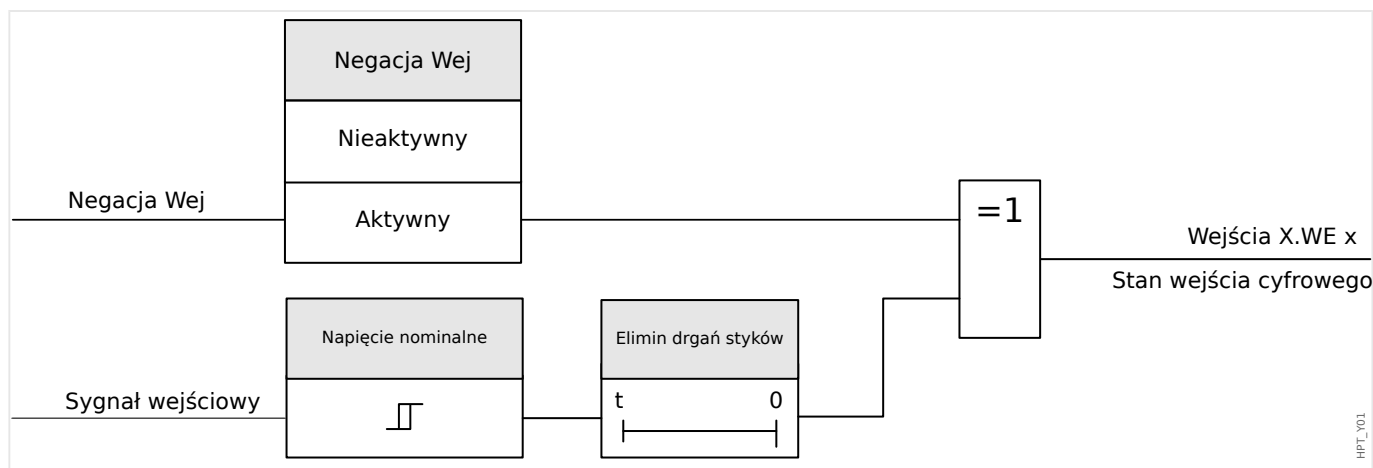 Negacja Wej
Nieaktywny
Negacja Wej
Aktywny
=1
Wejścia X.WE x
Stan wejścia cyfrowego
Napięcie nominalne
Elimin drgań styków
Sygnał wejściowy
t 0
HPT_Y01